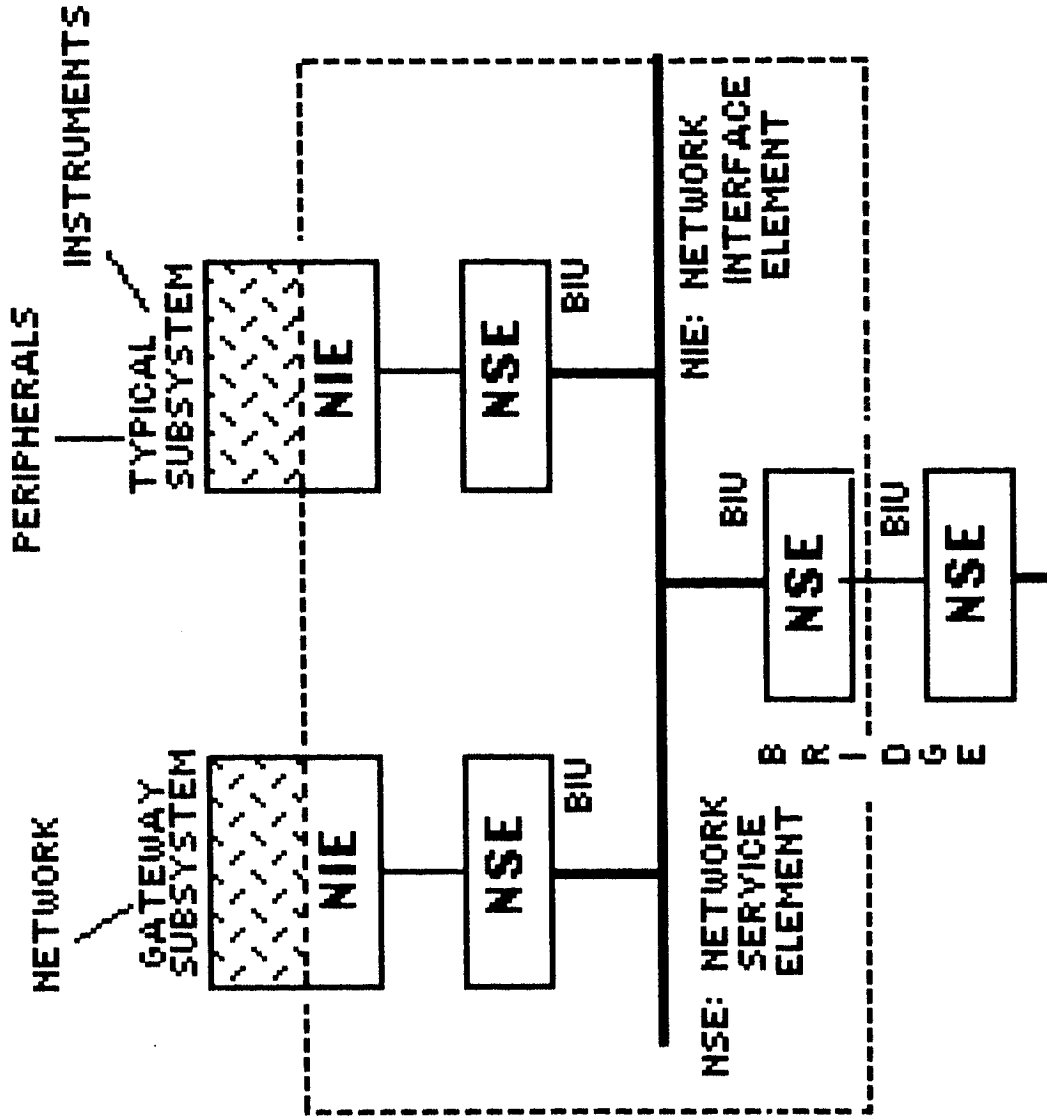 PERIPHERALS
NETWORK
INSTRUMENTS
GATEWAY
SUBSYSTEM
TYPICAL
SUBSYSTEM
NIE
NIE
NSE
NSE
BIU
BIU
NSE: NETWORK
SERVICE
ELEMENT
NIE: NETWORK
INTERFACE
ELEMENT
BIU
BRIDGE
NSE
BIU
NSE